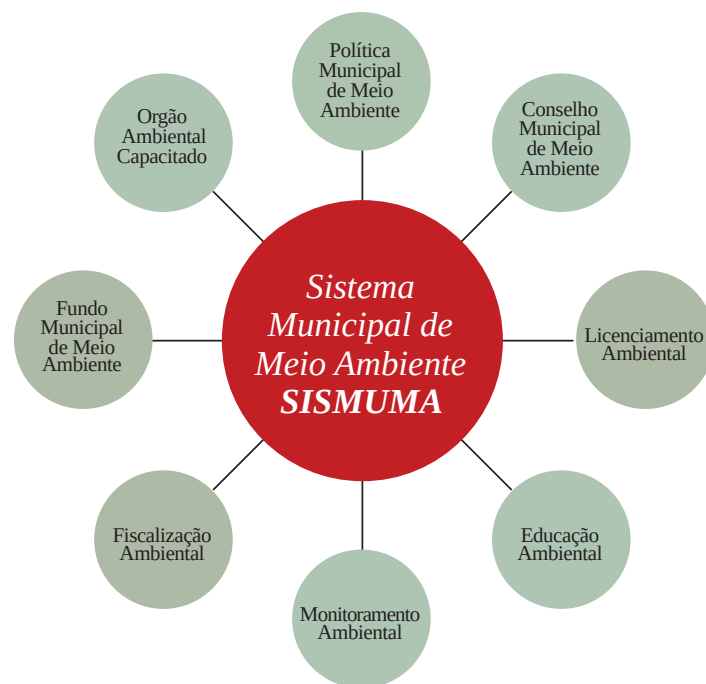 Política
Municipal
de Meio
Ambiente
Orgão
Ambiental
Capacitado
Conselho
Municipal
de Meio
Ambiente
Sistema
Municipal de
Meio Ambiente
SISMUMA
Fundo
Municipal
de Meio
Ambiente
Licenciamento
Ambiental
Fiscalização
Ambiental
Educação
Ambiental
Monitoramento
Ambiental